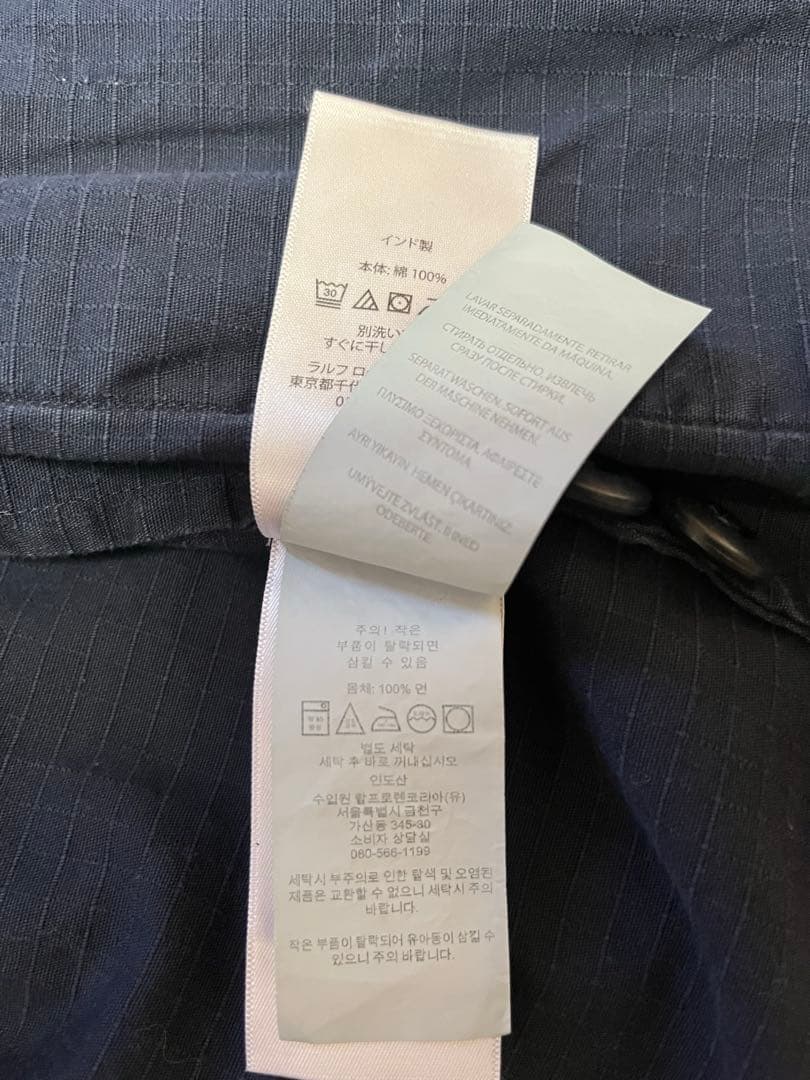 インド製
本体: 綿 100%
30
別洗い
すぐに干し
ラルフ ロ
東京都千代
LAVAR SEPARADAMENTE. RETIRAR
IMEDIATAMENTE DA MÁQUINA.
СТИРАТЬ ОТДЕЛЬНО. ИЗВЛЕЧЬ
СРАЗУ ПОСЛЕ СТИРКИ.
SEPARAT WASCHEN. SOFORT AUS
DER MASCHINE NEHMEN.
ΠΛΥΣΙΜΟ ΞΕΧΩΡΙΣΤΑ. ΑΦΑΙΡΕΣΤΕ
ΣΥΝΤΟΜΑ.
AYRI YIKAYIN. HEMEN ÇIKARTINIZ.
UMÝVEJTE ZVLÁŠT. IHNED
ODEBERTE.
주의! 작은
부품이 탈락되면
삼킬 수 있음
몸체: 100% 면
별도 세탁
세탁 후 바로 꺼내십시오
인도산
수입원 랄프로렌코리아(유)
서울특별시 금천구
가산동 345-30
소비자 상담실
080-566-1199
세탁시 부주의로 인한 탈색 및 오염된
제품은 교환할 수 없으니 세탁시 주의
바랍니다.
작은 부품이 탈락되어 유아동이 삼킬 수
있으니 주의 바랍니다.